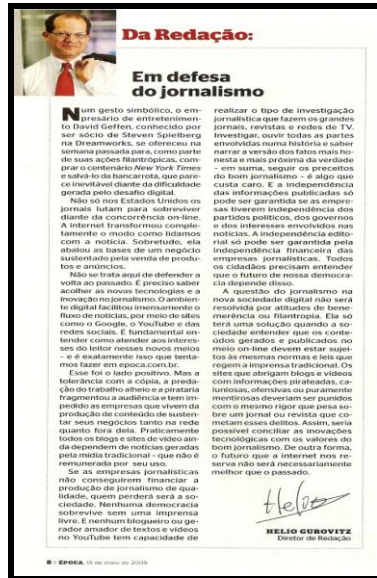 Da Redação:
Em defesa
do jornalismo
Num gesto simbólico, o em-
presário de entretenimen-
to David Geffen, conhecido por
ser sócio de Steven Spielberg
na Dreamworks, se ofereceu na
semana passada para, como parte
de suas ações filantrópicas, com-
prar o centenário New York Times
e salvá-lo da bancarrota, que pare-
ce inevitável diante da dificuldade
gerada pelo desafio digital.
Não só nos Estados Unidos os
jornais lutam para sobreviver
diante da concorrência on-line.
A internet transformou comple-
tamente o modo como lidamos
com a notícia. Sobretudo, ela
abalou as bases de um negócio
sustentado pela venda de produ-
tos e anúncios.
Não se trata aqui de defender a
volta ao passado. É preciso saber
acolher as novas tecnologias e a
inovação no jornalismo. O ambien-
te digital facilitou imensamente o
fluxo de notícias, por meio de sites
como o Google, o YouTube e das
redes sociais. É fundamental en-
tender como atender aos interes-
ses do leitor nesses novos meios
– e é exatamente isso que tenta-
mos fazer em epoca.com.br.
Esse foi o lado positivo. Mas a
tolerância com a cópia, a preda-
ção do trabalho alheio e a pirataria
fragmentou a audiência e tem im-
pedido as empresas que vivem da
produção de conteúdo de susten-
tar seus negócios tanto na rede
quanto fora dela. Praticamente
todos os blogs e sites de vídeo ain-
da dependem de notícias geradas
pela mídia tradicional – que não é
remunerada por seu uso.
Se as empresas jornalísticas
não conseguirem financiar a
produção de jornalismo de qua-
lidade, quem perderá será a so-
ciedade. Nenhuma democracia
sobrevive sem uma imprensa
livre. E nenhum blogueiro ou ge-
rador amador de textos e vídeos
no YouTube tem capacidade de
realizar o tipo de investigação
jornalística que fazem os grandes
jornais, revistas e redes de TV.
Investigar, ouvir todas as partes
envolvidas numa história e saber
narrar a versão dos fatos mais ho-
nesta e mais próxima da verdade
– em suma, seguir os preceitos
do bom jornalismo – é algo que
custa caro. E a independência
das informações publicadas só
pode ser garantida se as empre-
sas tiverem independência dos
partidos políticos, dos governos
e dos interesses envolvidos nas
notícias. A independência edito-
rial só pode ser garantida pela
independência financeira das
empresas jornalísticas. Todos
os cidadãos precisam entender
que o futuro de nossa democra-
cia depende disso.
A questão do jornalismo na
nova sociedade digital não será
resolvida por atitudes de bene-
merência ou filantropia. Ela só
terá uma solução quando a so-
ciedade entender que os conte-
údos gerados e publicados no
meio on-line devem estar sujei-
tos às mesmas normas e leis que
regem a imprensa tradicional. Os
sites que abrigam blogs e vídeos
com informações pirateadas, ca-
luniosas, ofensivas ou puramente
mentirosas deveriam ser punidos
com o mesmo rigor que pesa so-
bre um jornal ou revista que co-
metam esses delitos. Assim, seria
possível conciliar as inovações
tecnológicas com os valores do
bom jornalismo. De outra forma,
o futuro que a internet nos re-
serva não será necessariamente
melhor que o passado.
HELIO GUROVITZ
Diretor de Redação
8 ÉPOCA, 18 de maio de 2009